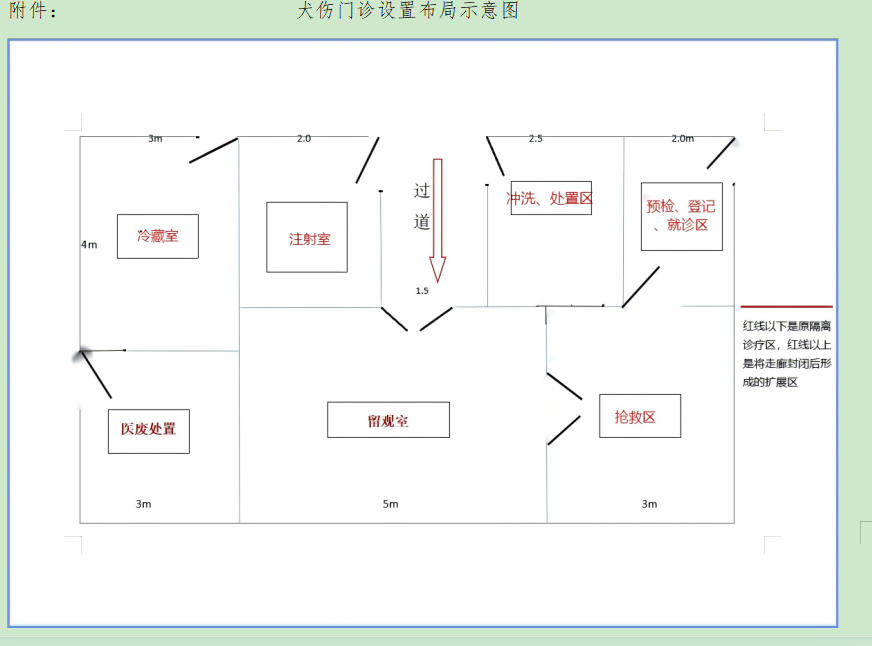 附件：
犬伤门诊设置布局示意图
3m
2.0
2.5
2.0m
过
道
冲洗、处置区
预检、登记
、就诊区
冷藏室
注射室
4m
1.5
红线以下是原隔离
诊疗区，红线以上
是将走廊封闭后形
成的扩展区
医废处置
留观室
抢救区
3m
5m
3m